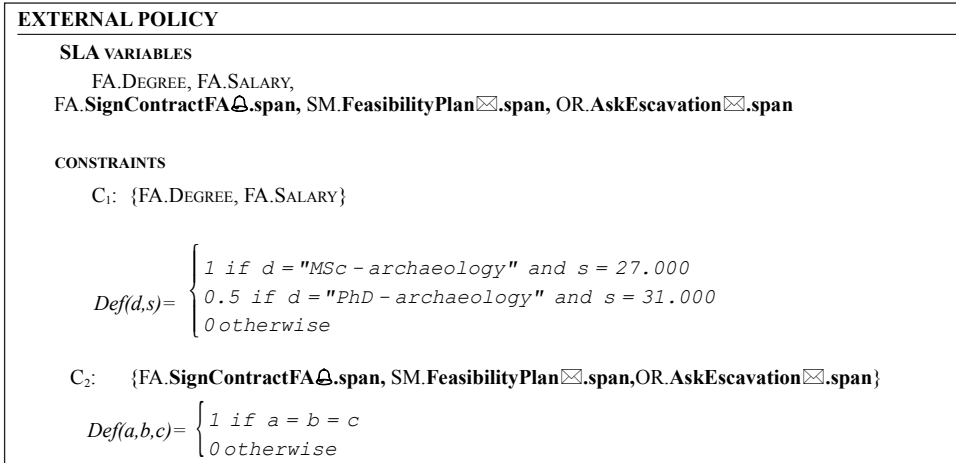 EXTERNAL POLICY
SLA VARIABLES
FA.DEGREE, FA.SALARY,
FA.SignContractFA🔔.span, SM.FeasibilityPlan✉.span, OR.AskEscavation✉.span
CONSTRAINTS
C₁: {FA.DEGREE, FA.SALARY}
1 if d = "MSc – archaeology" and s = 27.000
Def(d,s)= { 0.5 if d = "PhD – archaeology" and s = 31.000
0 otherwise
C₂: {FA.SignContractFA🔔.span, SM.FeasibilityPlan✉.span,OR.AskEscavation✉.span}
Def(a,b,c)= { 1 if a = b = c
0 otherwise